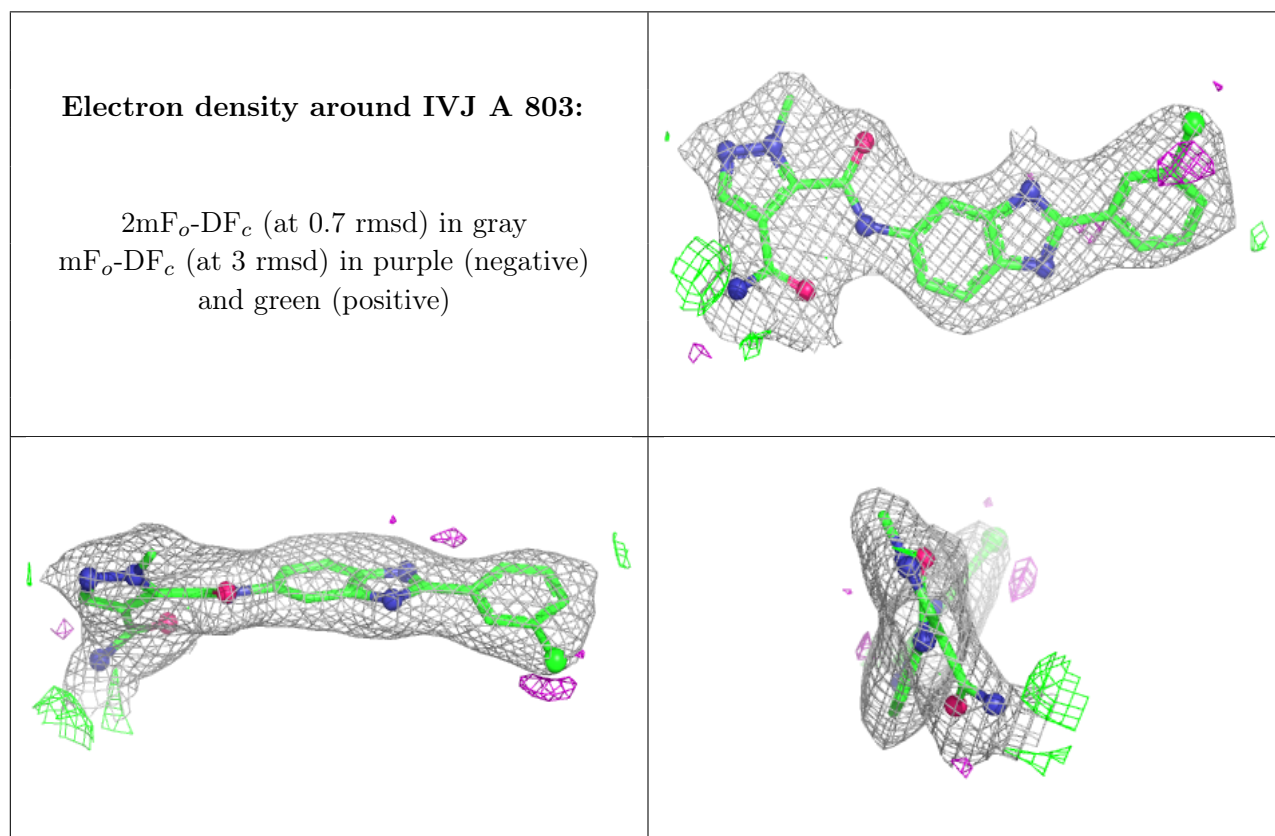 Electron density around IVJ A 803:
2mFo-DFc (at 0.7 rmsd) in gray
mFo-DFc (at 3 rmsd) in purple (negative)
and green (positive)